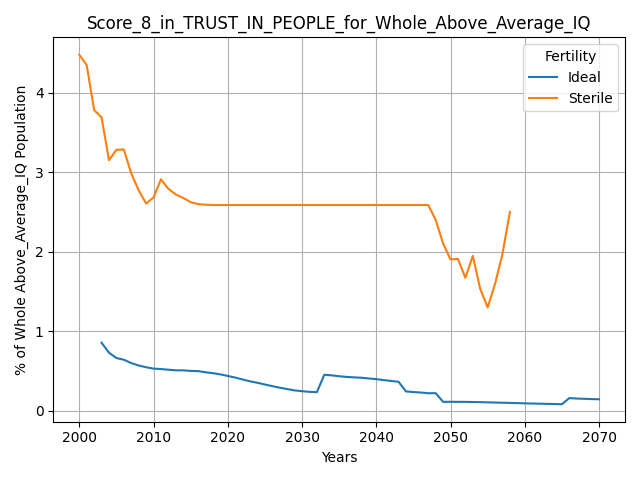 Score_8_in_TRUST_IN_PEOPLE_for_Whole_Above_Average_IQ
% of Whole Above_Average_IQ Population
4
3
2
1
0
Fertility
Ideal
Sterile
2000 2010 2020 2030 2040 2050 2060 2070
Years